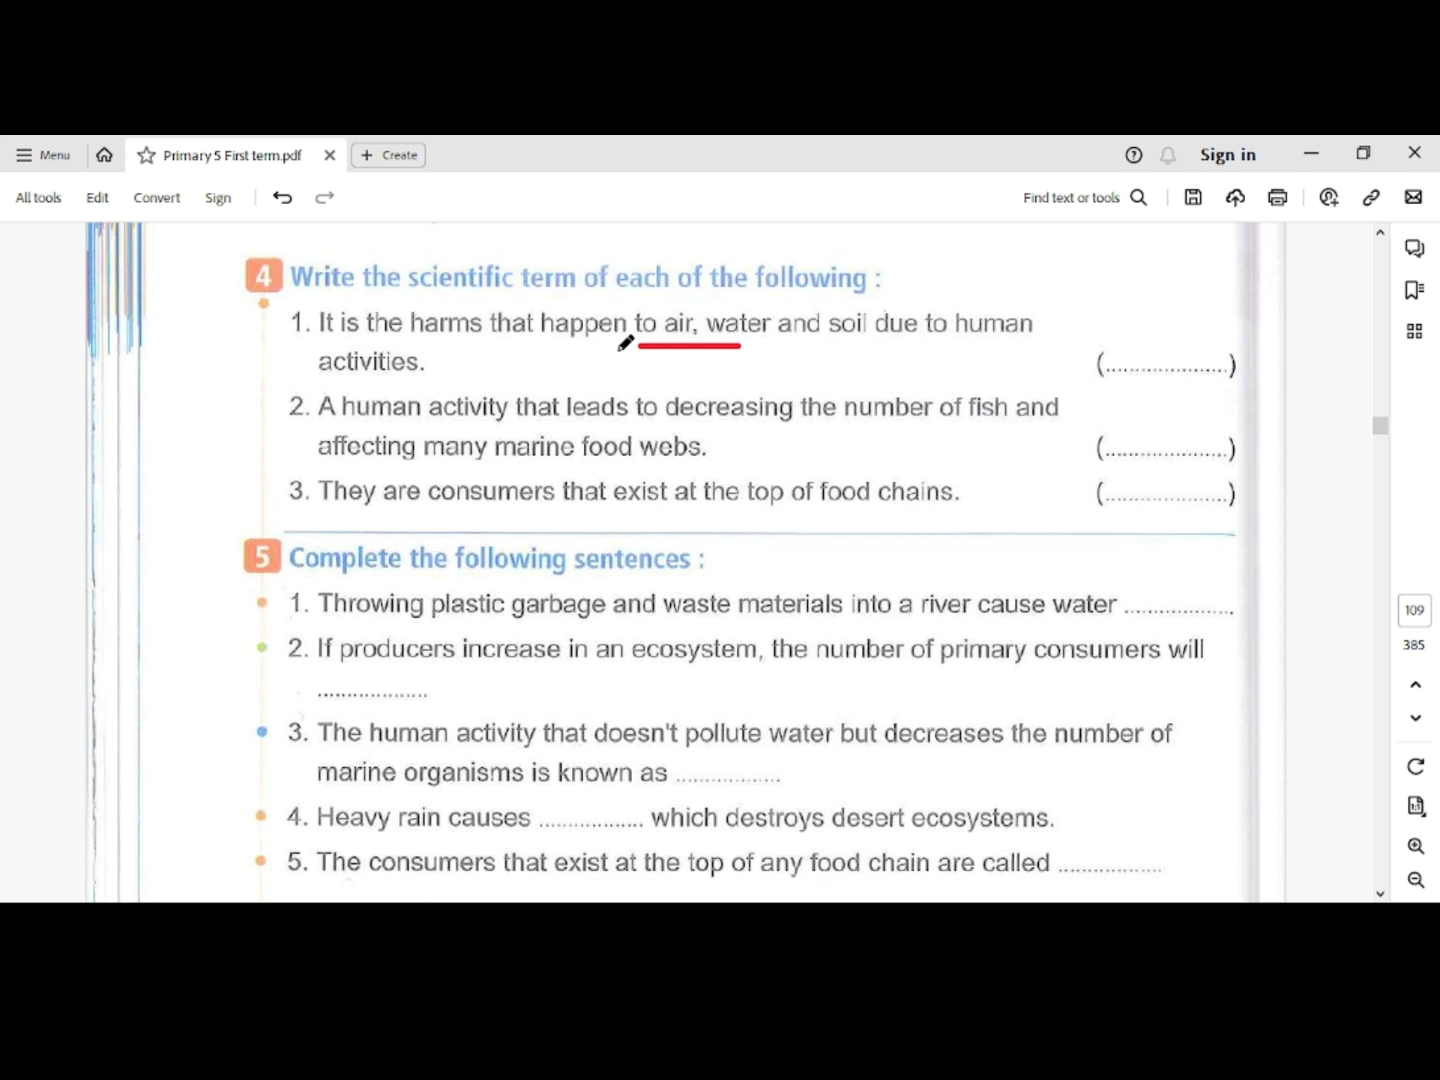 Menu
Primary 5 First term.pdf
Create
Sign in
All tools
Edit
Convert
Sign
Find text or tools
4 Write the scientific term of each of the following :
1. It is the harms that happen to air, water and soil due to human
activities. (.....................)
2. A human activity that leads to decreasing the number of fish and
affecting many marine food webs. (.....................)
3. They are consumers that exist at the top of food chains. (.....................)
5 Complete the following sentences :
1. Throwing plastic garbage and waste materials into a river cause water ..................
2. If producers increase in an ecosystem, the number of primary consumers will
...................
3. The human activity that doesn't pollute water but decreases the number of
marine organisms is known as ..................
4. Heavy rain causes .................. which destroys desert ecosystems.
5. The consumers that exist at the top of any food chain are called ..................
109
385